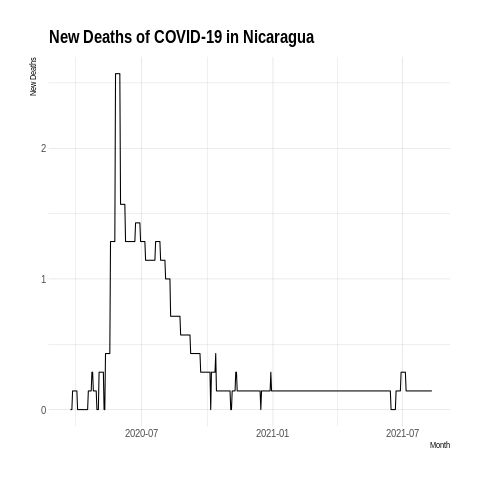 New Deaths of COVID-19 in Nicaragua
New Deaths
2
1
0
2020-07
2021-01
2021-07
Month